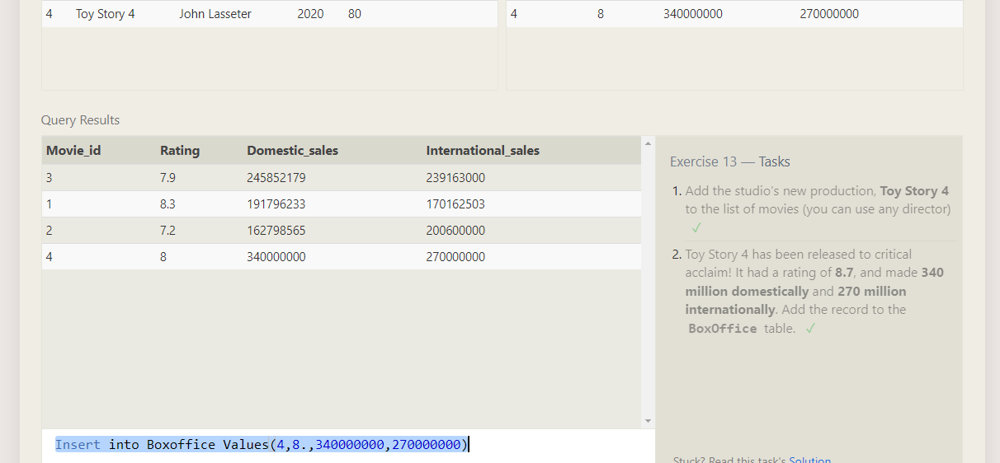 4 Toy Story 4 John Lasseter 2020 80
4 8 340000000 270000000
Query Results
Movie_id Rating Domestic_sales International_sales
3 7.9 245852179 239163000
1 8.3 191796233 170162503
2 7.2 162798565 200600000
4 8 340000000 270000000
Exercise 13 — Tasks
1. Add the studio's new production, Toy Story 4
to the list of movies (you can use any director)
✓
2. Toy Story 4 has been released to critical
acclaim! It had a rating of 8.7, and made 340
million domestically and 270 million
internationally. Add the record to the
BoxOffice table. ✓
Insert into Boxoffice Values(4,8.,340000000,270000000)
Stuck? Read this task's Solution